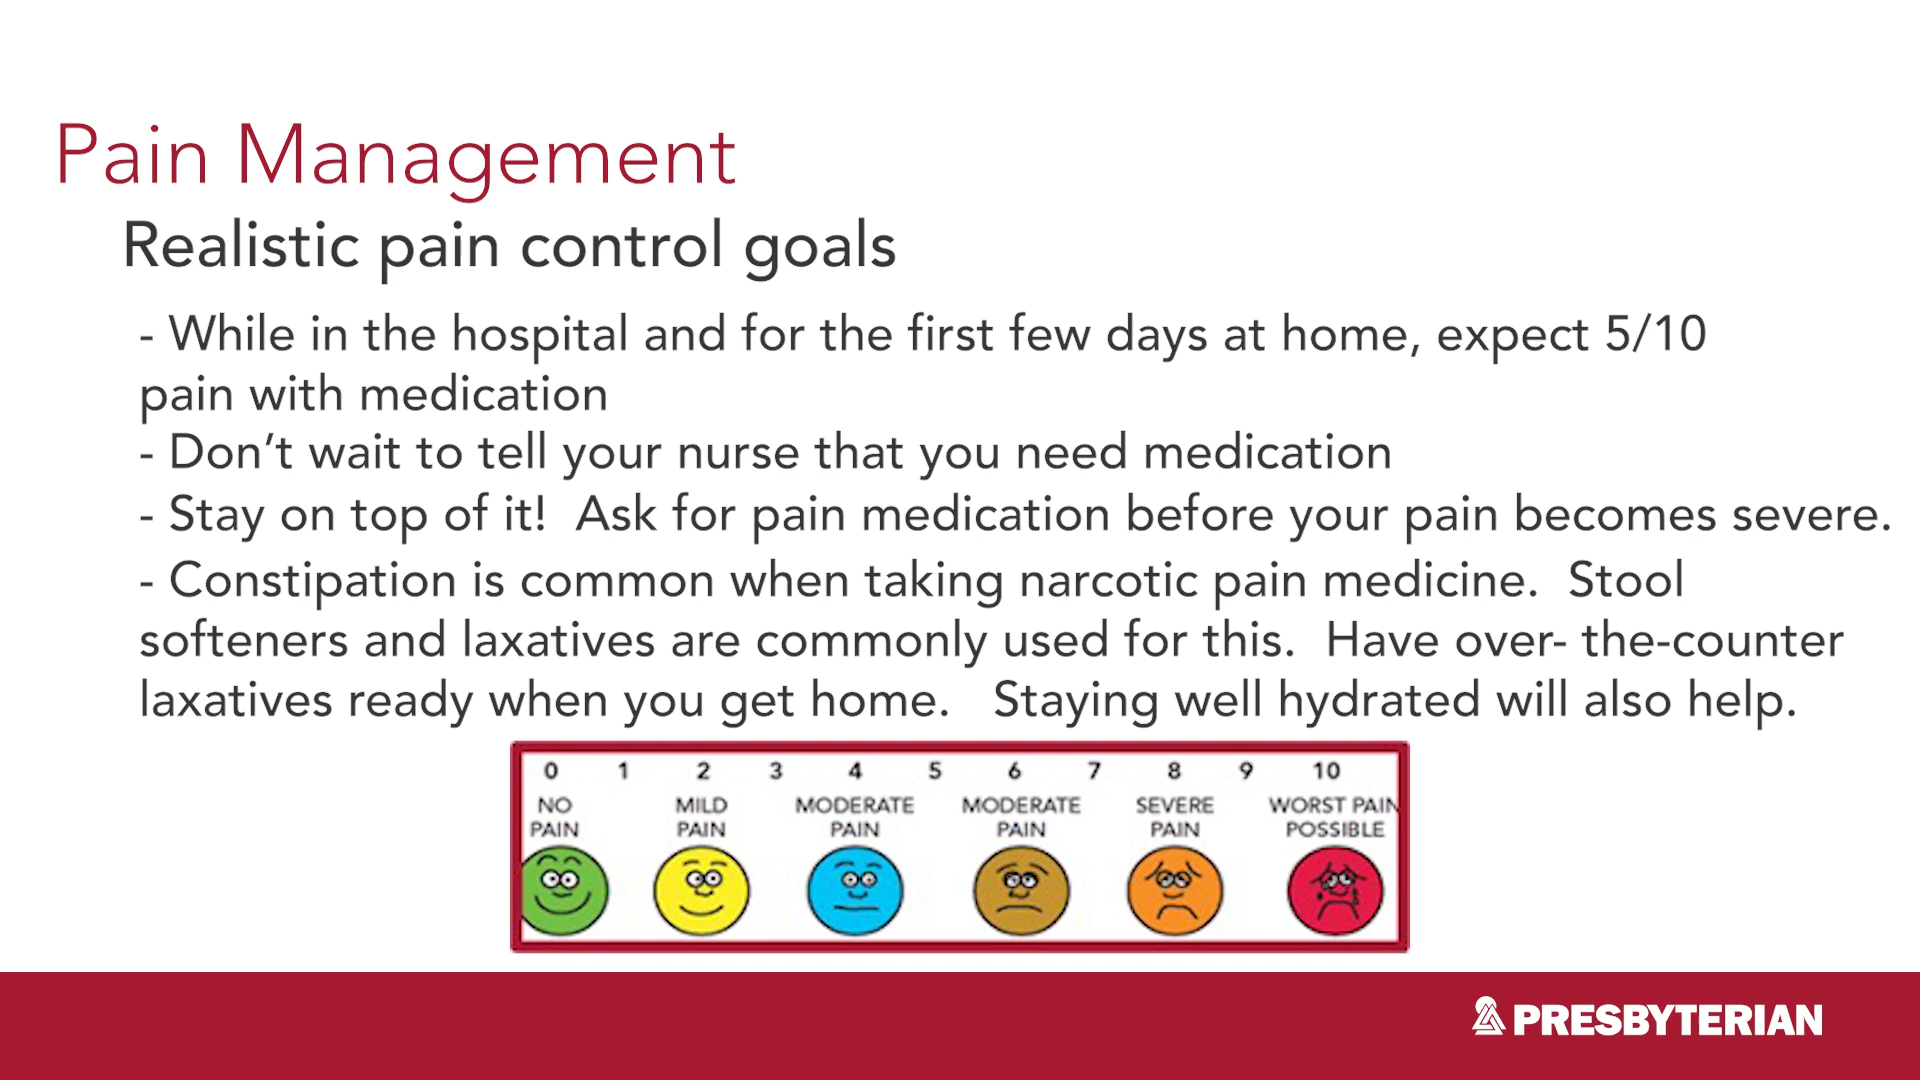 Pain Management
Realistic pain control goals
- While in the hospital and for the first few days at home, expect 5/10
pain with medication
- Don’t wait to tell your nurse that you need medication
- Stay on top of it!  Ask for pain medication before your pain becomes severe.
- Constipation is common when taking narcotic pain medicine.  Stool
softeners and laxatives are commonly used for this.  Have over- the-counter
laxatives ready when you get home.   Staying well hydrated will also help.
0 1 2 3 4 5 6 7 8 9 10
NO MILD MODERATE MODERATE SEVERE WORST PAIN
PAIN PAIN PAIN PAIN PAIN POSSIBLE
PRESBYTERIAN